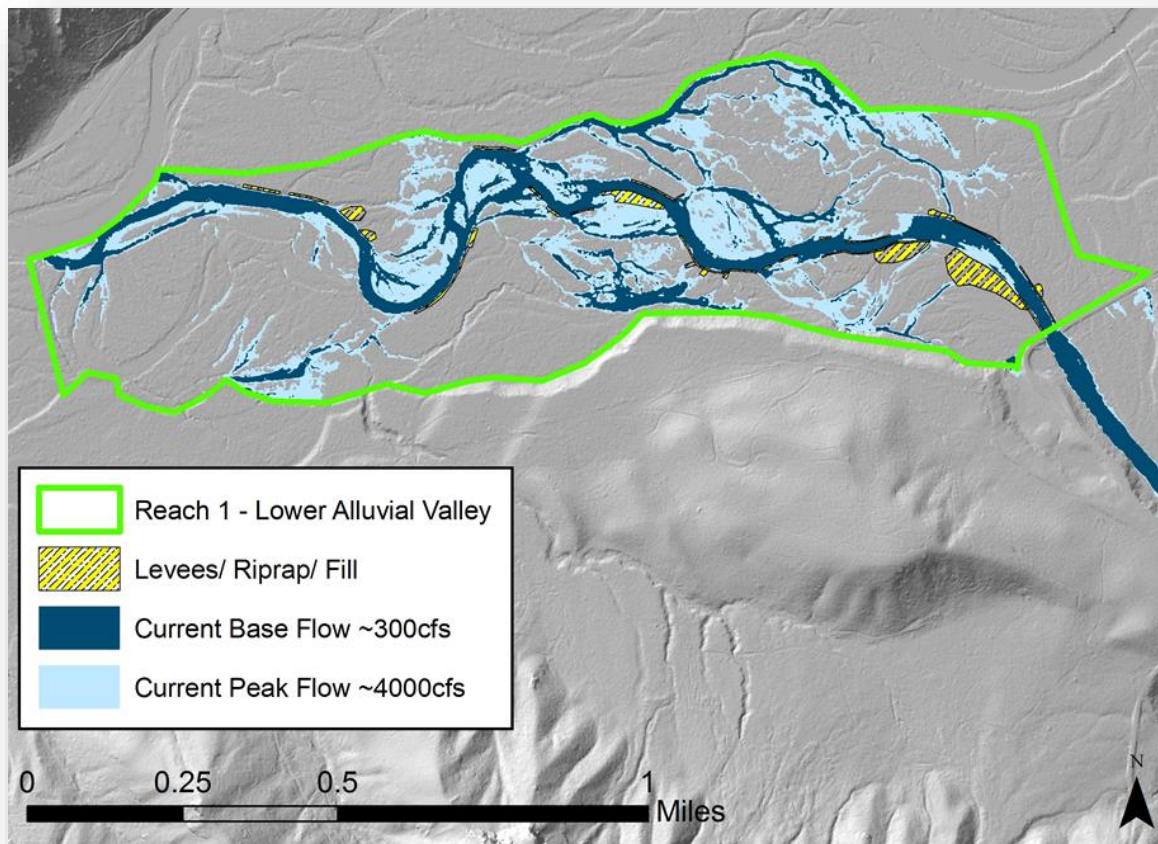 Reach 1 - Lower Alluvial Valley
Levees/ Riprap/ Fill
Current Base Flow ~300cfs
Current Peak Flow ~4000cfs
0 0.25 0.5 1
Miles
N